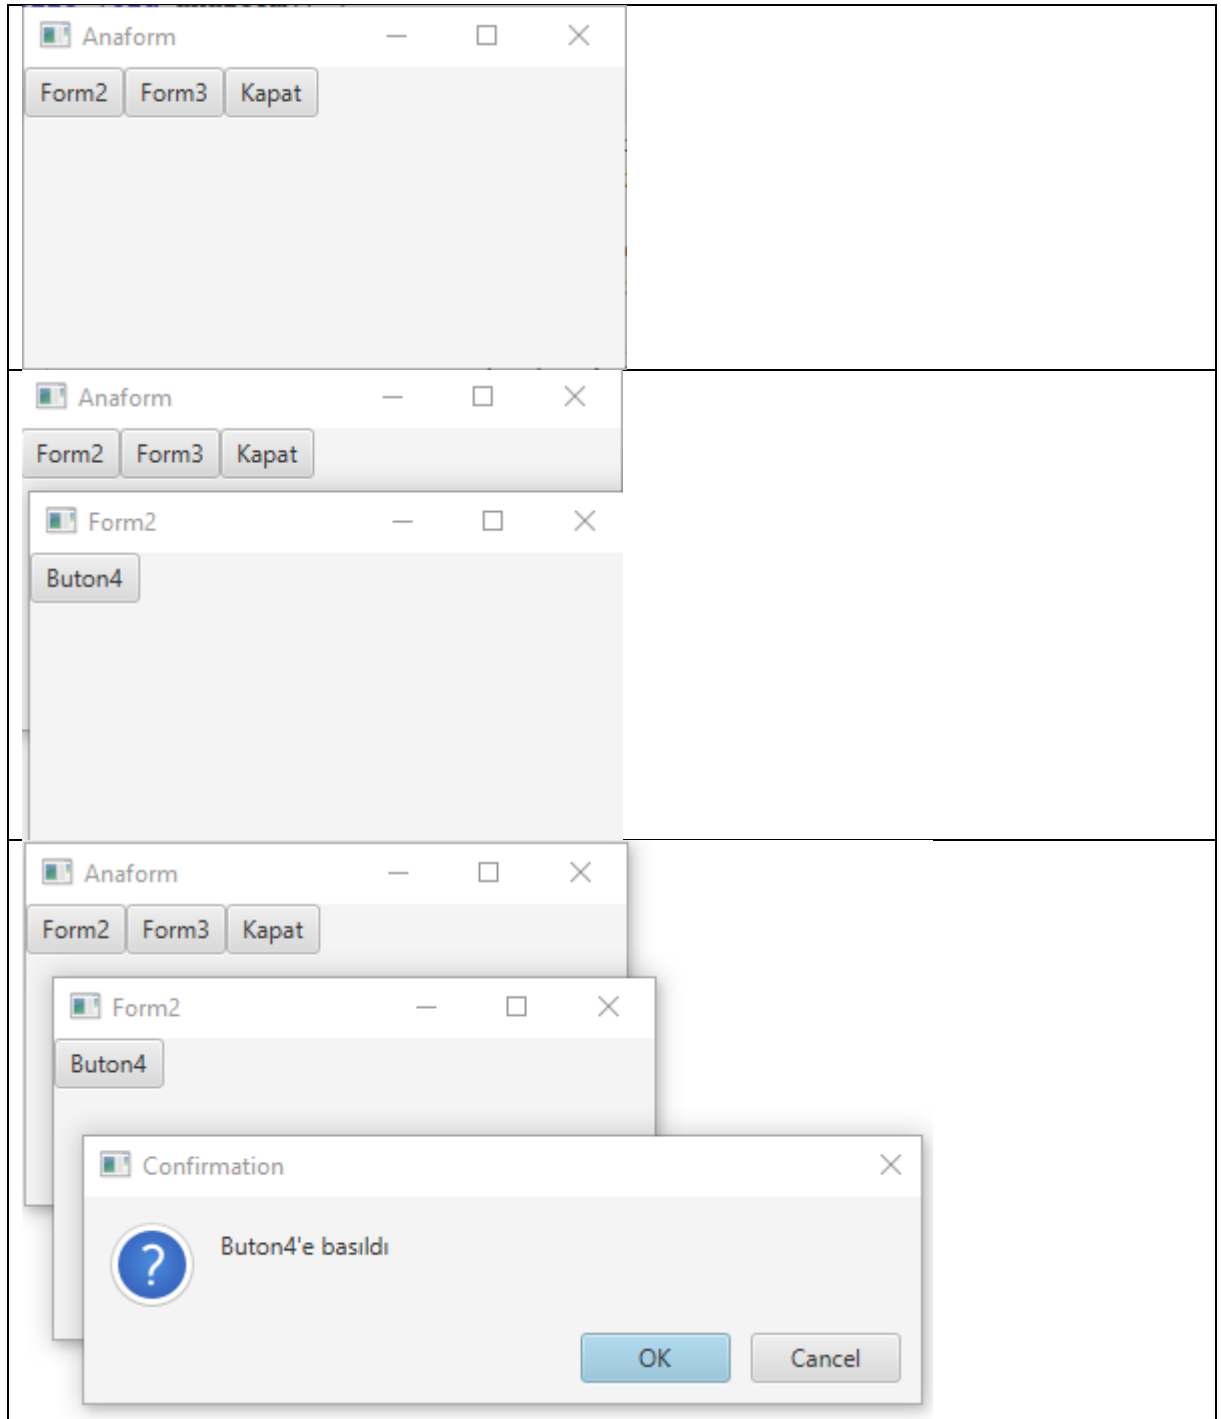 Anaform
Form2 Form3 Kapat
Anaform
Form2 Form3 Kapat
Form2
Buton4
Anaform
Form2 Form3 Kapat
Form2
Buton4
Confirmation
Buton4'e basıldı
OK Cancel